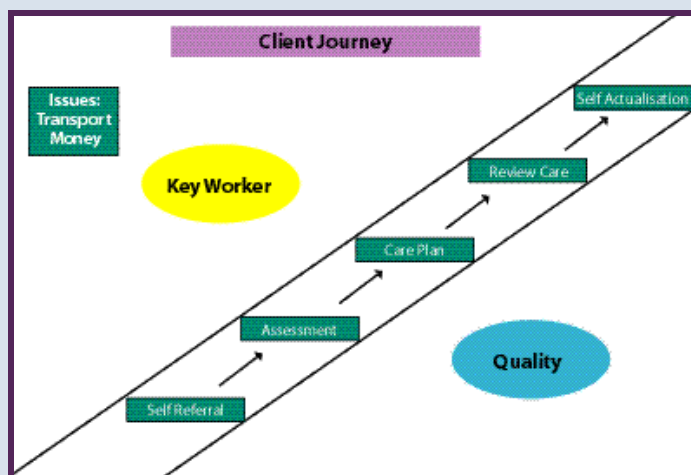 Client Journey
Issues:
Transport
Money
Self Actualisation
Key Worker
Review Care
Care Plan
Assessment
Quality
Self Referral